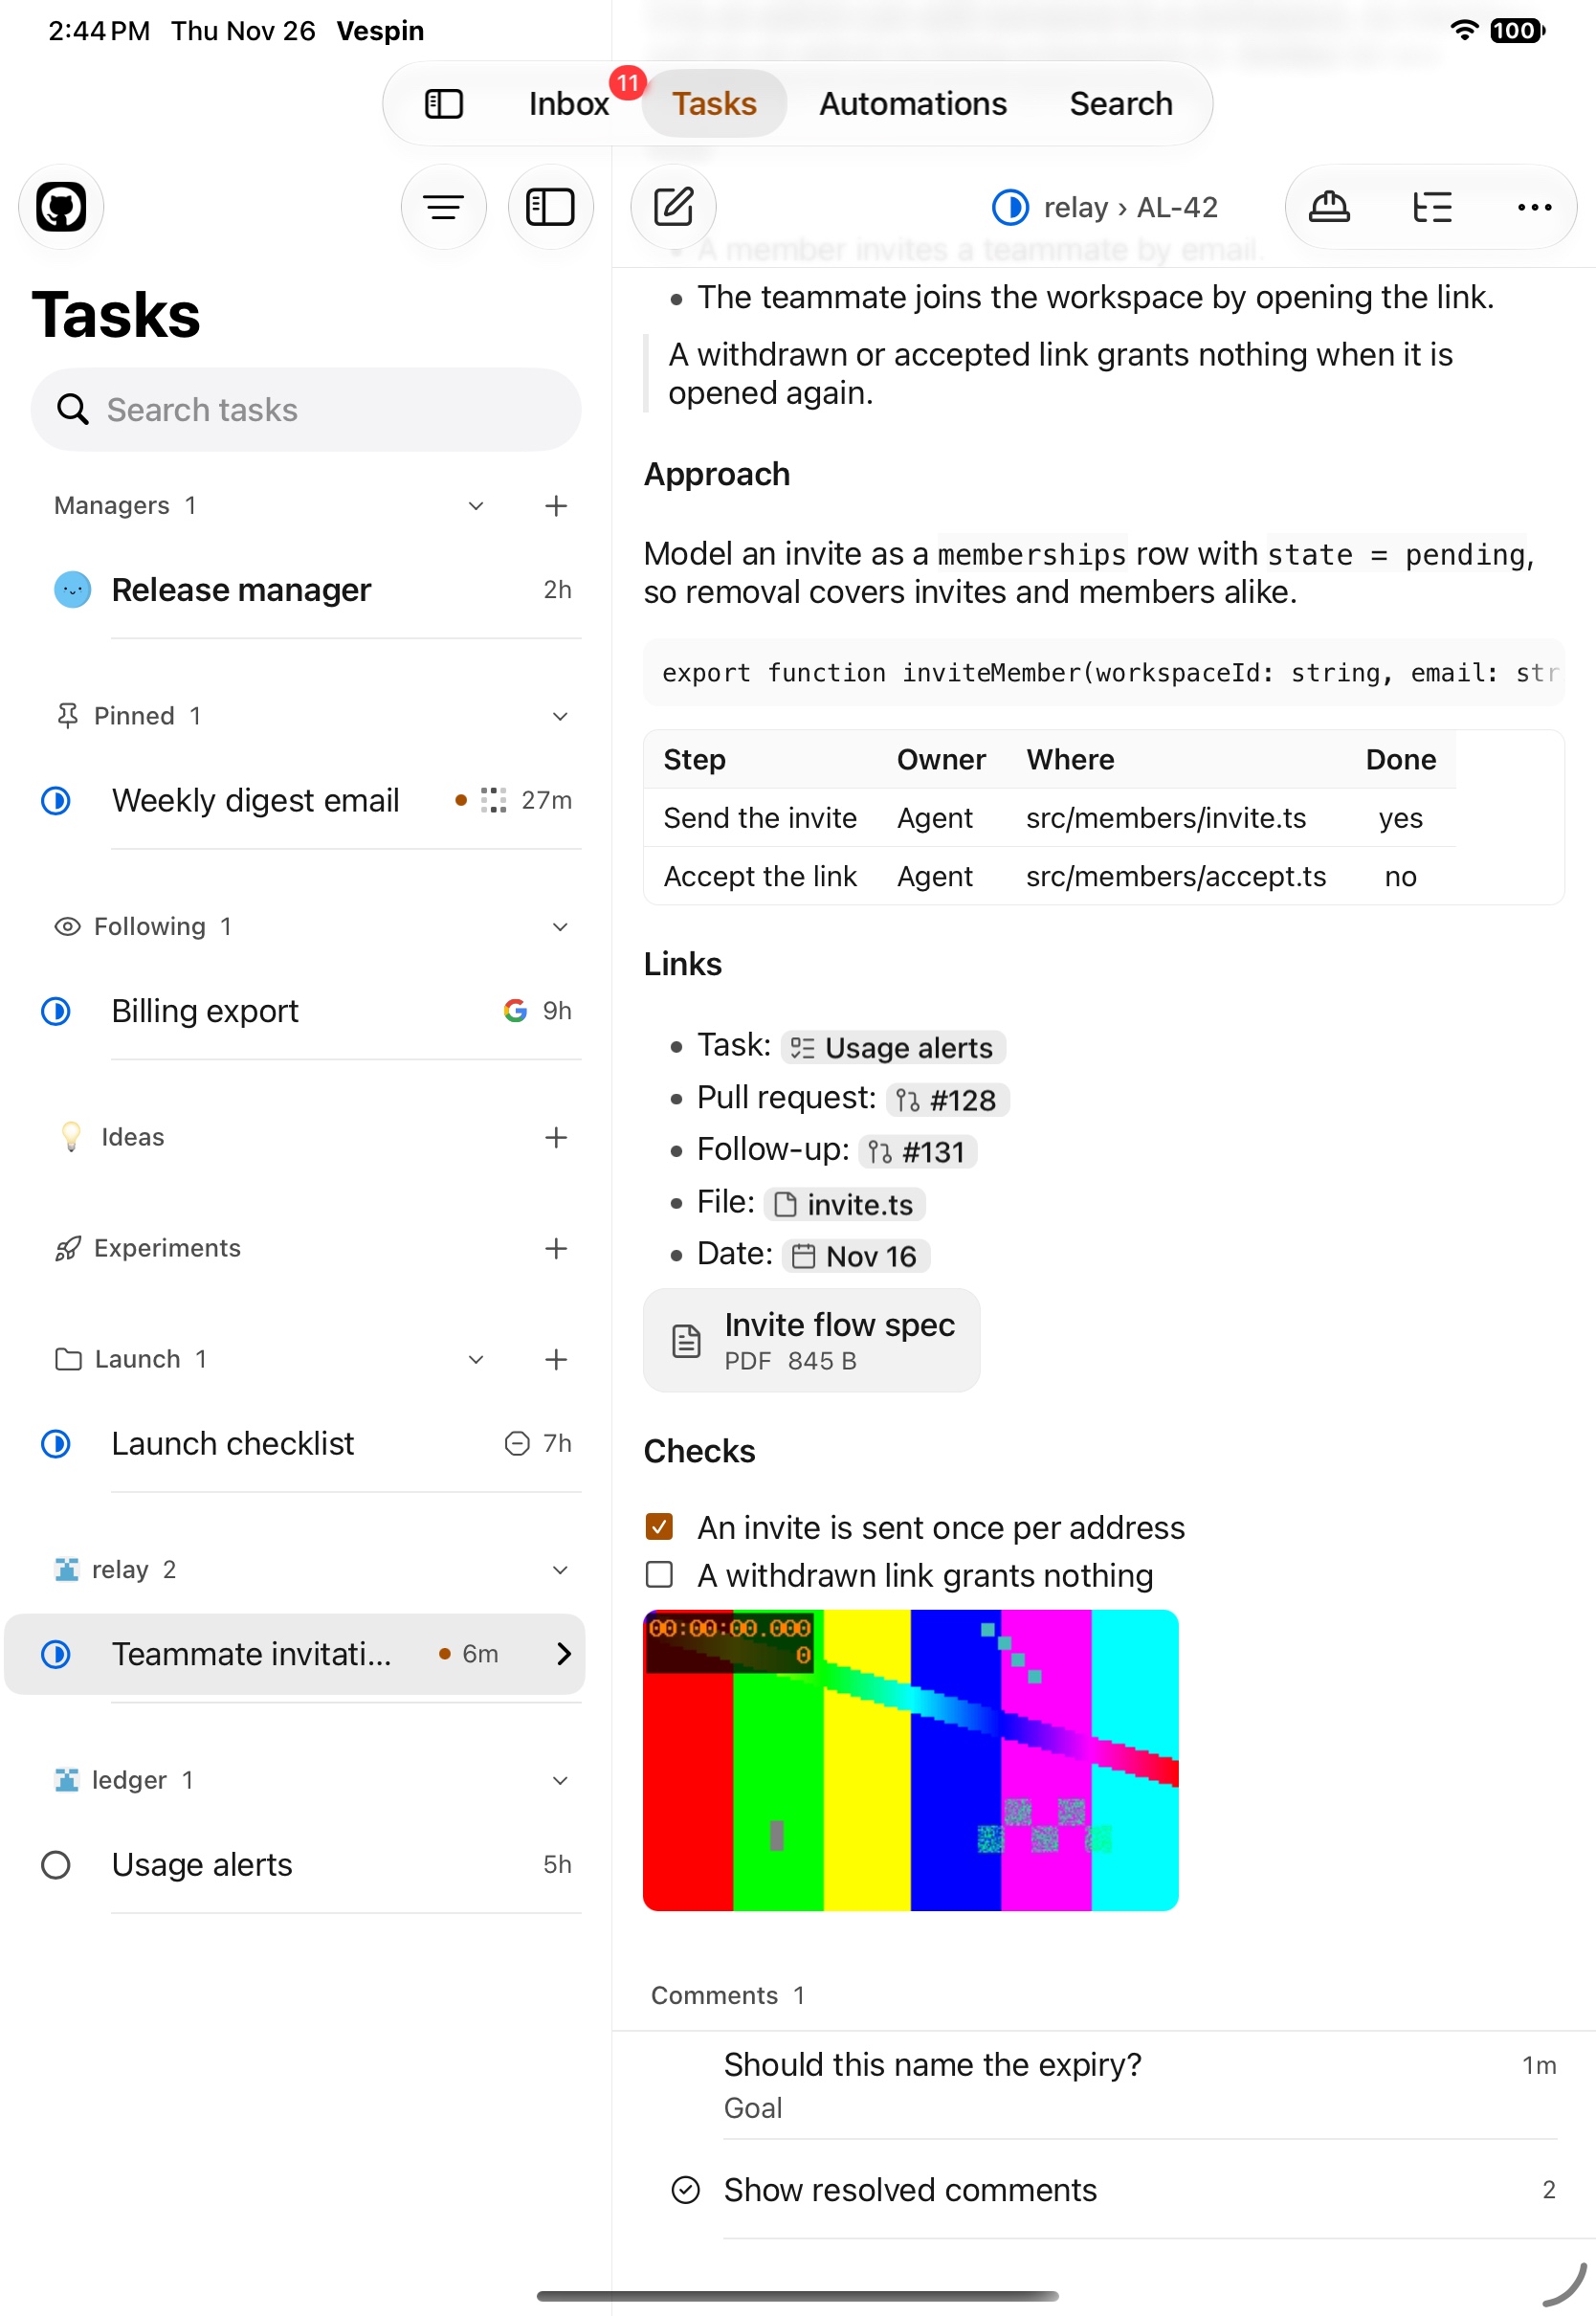 2:44 PM Thu Nov 26 Vespin
100
Inbox 11
Tasks
Automations
Search
relay › AL-42
Tasks
Search tasks
Managers 1
Release manager 2h
Pinned 1
Weekly digest email 27m
Following 1
Billing export 9h
Ideas
Experiments
Launch 1
Launch checklist 7h
relay 2
Teammate invitati... 6m
ledger 1
Usage alerts 5h
A member invites a teammate by email.
The teammate joins the workspace by opening the link.
A withdrawn or accepted link grants nothing when it is
opened again.
Approach
Model an invite as a memberships row with state = pending,
so removal covers invites and members alike.
export function inviteMember(workspaceId: string, email: str
Step Owner Where Done
Send the invite Agent src/members/invite.ts yes
Accept the link Agent src/members/accept.ts no
Links
Task: Usage alerts
Pull request: #128
Follow-up: #131
File: invite.ts
Date: Nov 16
Invite flow spec
PDF 845 B
Checks
An invite is sent once per address
A withdrawn link grants nothing
00:00:00.000
0
Comments 1
Should this name the expiry? 1m
Goal
Show resolved comments 2